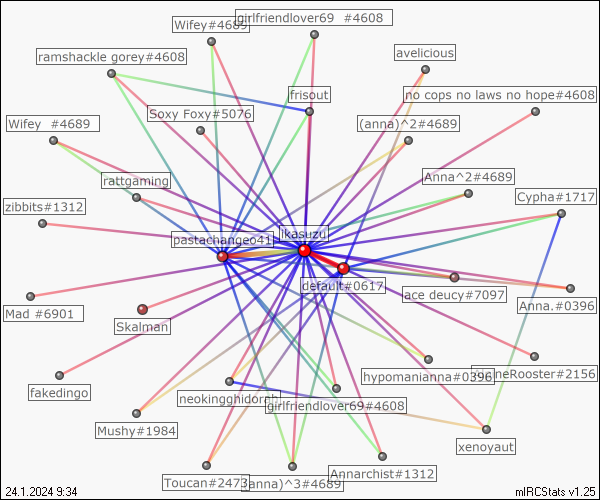 Wifey#4689
girlfriendlover69 #4608
ramshackle gorey#4608
avelicious
frisout
no cops no laws no hope#4608
Soxy Foxy#5076
Wifey #4689
(anna)^2#4689
rattgaming
Anna^2#4689
Cypha#1717
zibbits#1312
pastachange041
ikasuzu
default#0617
ace deucy#7097
Anna.#0396
Mad #6901
Skalman
hypomanianna#0396
neRooster#2156
fakedingo
neokingghidorah
girlfriendlover69#4608
Mushy#1984
xenoyaut
Toucan#2473
(anna)^3#4689
Annarchist#1312
24.1.2024 9:34
mIRCStats v1.25